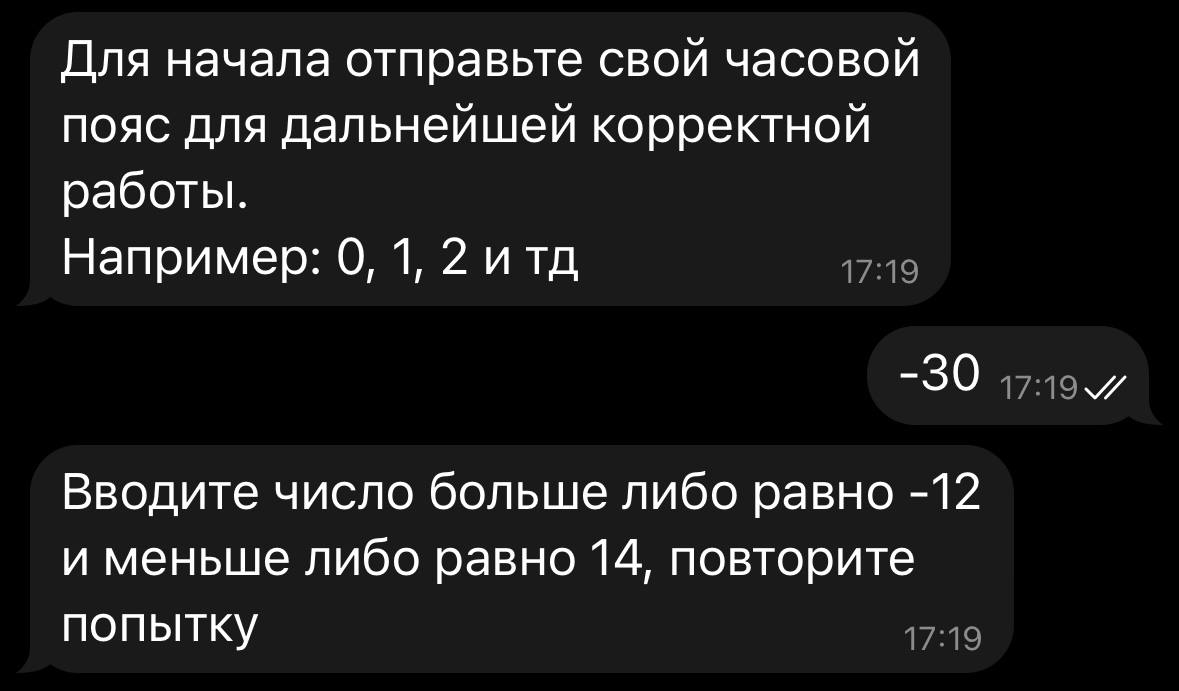 Для начала отправьте свой часовой
пояс для дальнейшей корректной
работы.
Например: 0, 1, 2 и тд
17:19
-30 17:19
Вводите число больше либо равно -12
и меньше либо равно 14, повторите
попытку
17:19